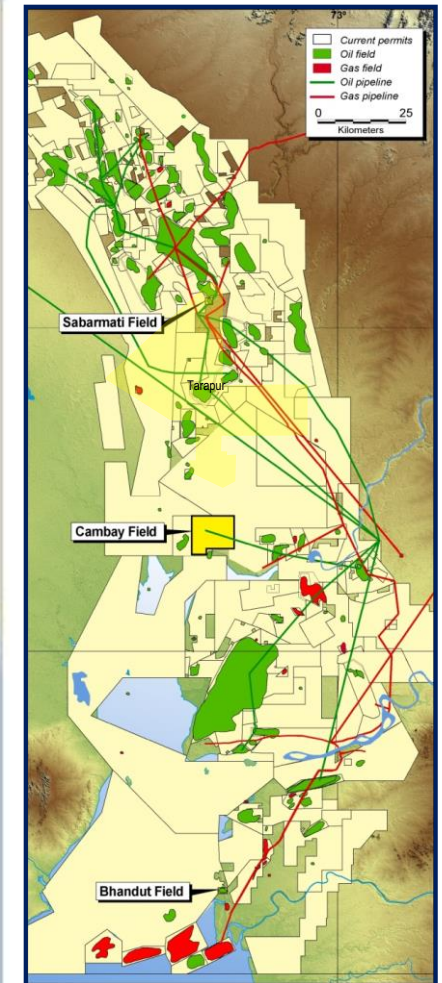 73°
Current permits
Oil field
Gas field
Oil pipeline
Gas pipeline
0 25
Kilometers
Sabarmati Field
Tarapur
Cambay Field
Bhandut Field